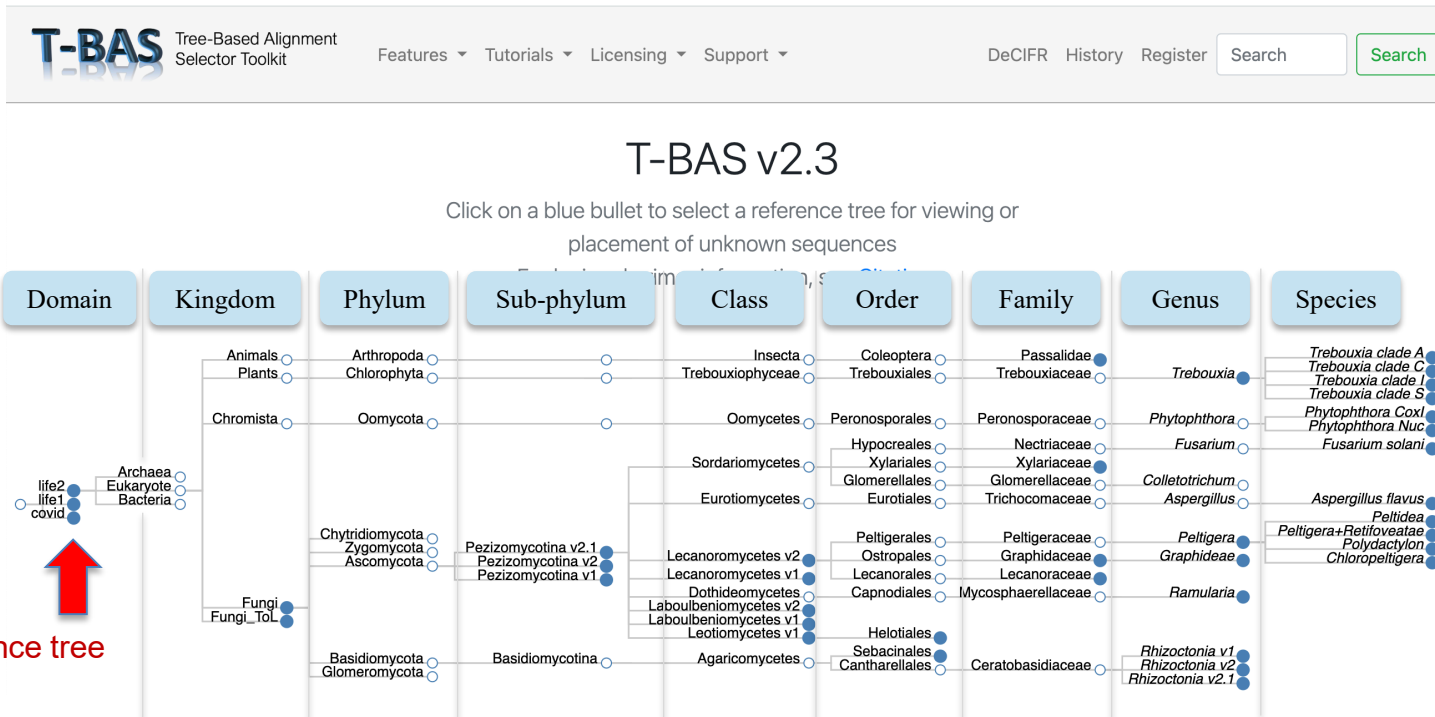 T-BAS Tree-Based Alignment Selector Toolkit Features Tutorials Licensing Support DeCIFR History Register Search Search
T-BAS v2.3
Click on a blue bullet to select a reference tree for viewing or
placement of unknown sequences
Domain Kingdom Phylum Sub-phylum Class Order Family Genus Species
Animals Arthropoda Insecta Coleoptera Passalidae Trebouxia clade A
Plants Chlorophyta Trebouxiophyceae Trebouxiales Trebouxiaceae Trebouxia Trebouxia clade C
Trebouxia clade I
Trebouxia clade S
Chromista Oomycota Oomycetes Peronosporales Peronosporaceae Phytophthora Phytophthora CoxI
Phytophthora Nuc
Hypocreales Nectriaceae Fusarium Fusarium solani
Sordariomycetes Xylariales Xylariaceae
Glomerellales Glomerellaceae Colletotrichum
Eurotiomycetes Eurotiales Trichocomaceae Aspergillus Aspergillus flavus
Archaea
life2 Eukaryote
life1 Bacteria
covid
Peltidea
Peltigera+Retifoveatae
Chytridiomycota Peltigerales Peltigeraceae Peltigera Polydactylon
Zygomycota Pezizomycotina v2.1 Lecanoromycetes v2 Ostropales Graphidaceae Graphideae Chloropeltigera
Ascomycota Pezizomycotina v2
Pezizomycotina v1 Lecanoromycetes v1 Lecanorales Lecanoraceae
Dothideomycetes Capnodiales Mycosphaerellaceae Ramularia
Fungi Laboulbeniomycetes v2
Fungi_ToL Laboulbeniomycetes v1
Leotiomycetes v1 Helotiales
nce tree
Basidiomycota Basidiomycotina Agaricomycetes Sebacinales Rhizoctonia v1
Glomeromycota Cantharellales Ceratobasidiaceae Rhizoctonia v2
Rhizoctonia v2.1